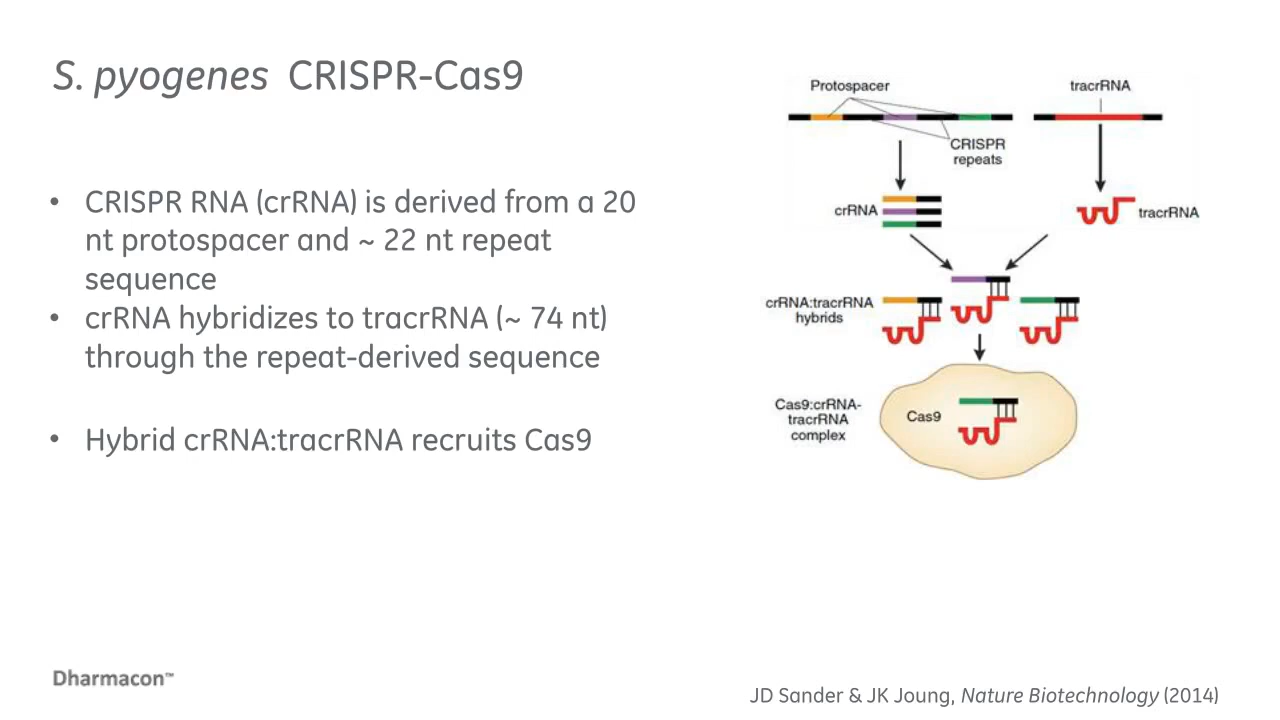 S. pyogenes CRISPR-Cas9
• CRISPR RNA (crRNA) is derived from a 20
nt protospacer and ~ 22 nt repeat
sequence
• crRNA hybridizes to tracrRNA (~ 74 nt)
through the repeat-derived sequence
• Hybrid crRNA:tracrRNA recruits Cas9
Protospacer
tracrRNA
CRISPR
repeats
crRNA
tracrRNA
crRNA:tracrRNA
hybrids
Cas9:crRNA-
tracrRNA
complex
Cas9
Dharmacon™
JD Sander & JK Joung, Nature Biotechnology (2014)